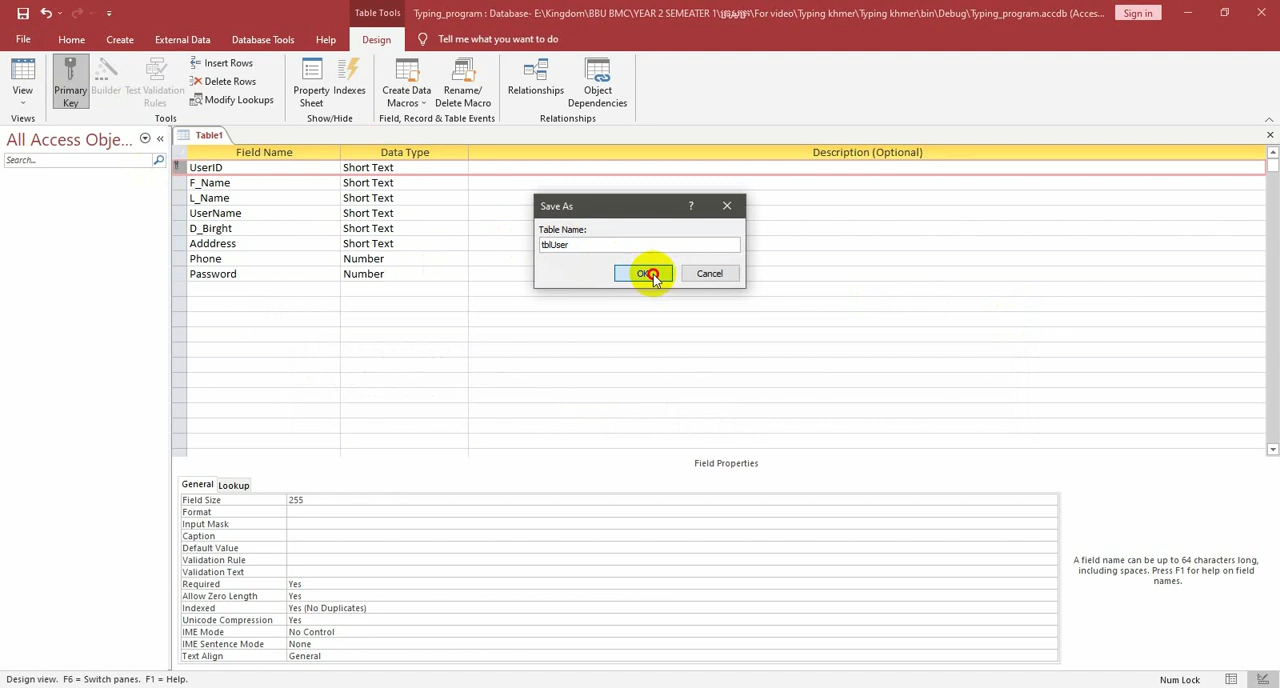 Table Tools
Typing_program : Database- E:\Kingdom\BBU BMC\YEAR 2 SEMEATER 1\
\For video\Typing khmer\Typing khmer\bin\Debug\Typing_program.accdb (Acces...
Sign in
File
Home
Create
External Data
Database Tools
Help
Design
Tell me what you want to do
View
Primary Key
Builder
Test Validation Rules
Insert Rows
Delete Rows
Modify Lookups
Property Sheet
Indexes
Create Data Macros
Rename/ Delete Macro
Relationships
Object Dependencies
Views
Tools
Show/Hide
Field, Record & Table Events
Relationships
All Access Obje...
Search...
Table1
Field Name Data Type Description (Optional)
UserID Short Text
F_Name Short Text
L_Name Short Text
UserName Short Text
D_Birght Short Text
Adddress Short Text
Phone Number
Password Number
Save As
?
Table Name:
tblUser
OK
Cancel
Field Properties
General
Lookup
Field Size 255
Format
Input Mask
Caption
Default Value
Validation Rule
Validation Text
Required Yes
Allow Zero Length Yes
Indexed Yes (No Duplicates)
Unicode Compression Yes
IME Mode No Control
IME Sentence Mode None
Text Align General
A field name can be up to 64 characters long,
including spaces. Press F1 for help on field
names.
Design view. F6 = Switch panes. F1 = Help.
Num Lock